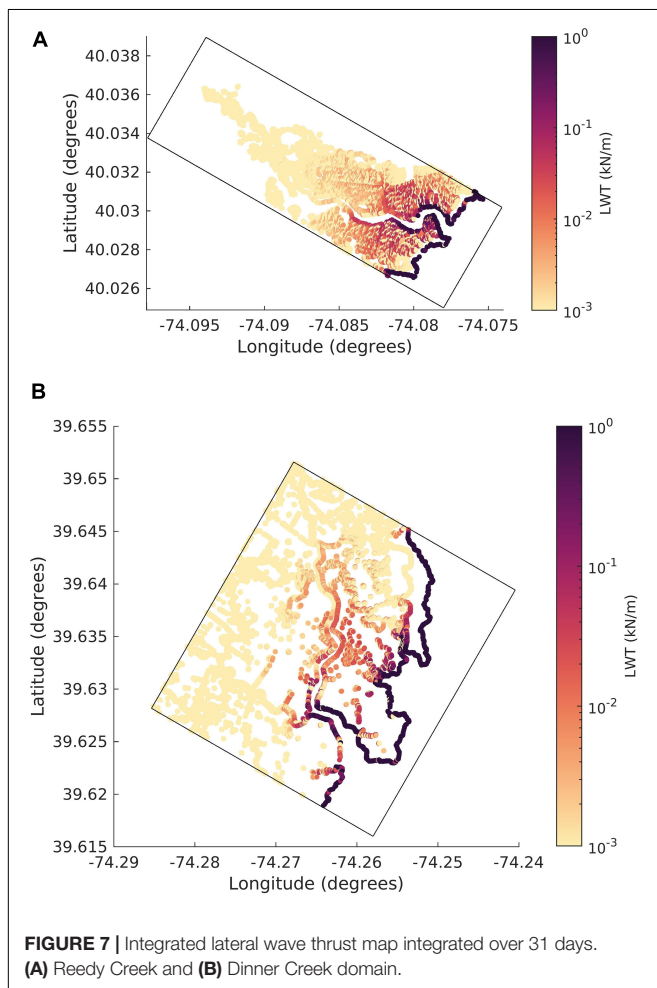 A
40.038
40.036
40.034
40.032
40.03
40.028
40.026
Latitude (degrees)
-74.095 -74.09 -74.085 -74.08 -74.075
Longitude (degrees)
10^0
10^-1
10^-2
10^-3
LWT (kN/m)
B
39.655
39.65
39.645
39.64
39.635
39.63
39.625
39.62
39.615
Latitude (degrees)
-74.29 -74.28 -74.27 -74.26 -74.25 -74.24
Longitude (degrees)
10^0
10^-1
10^-2
10^-3
LWT (kN/m)
FIGURE 7 | Integrated lateral wave thrust map integrated over 31 days.
(A) Reedy Creek and (B) Dinner Creek domain.